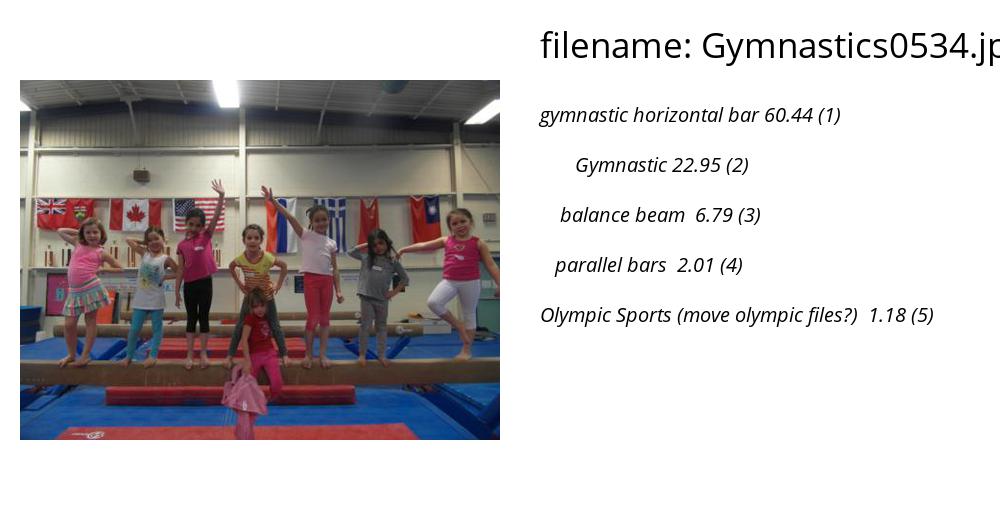 filename: Gymnastics0534.jp
gymnastic horizontal bar 60.44 (1)
Gymnastic 22.95 (2)
balance beam 6.79 (3)
parallel bars 2.01 (4)
Olympic Sports (move olympic files?) 1.18 (5)